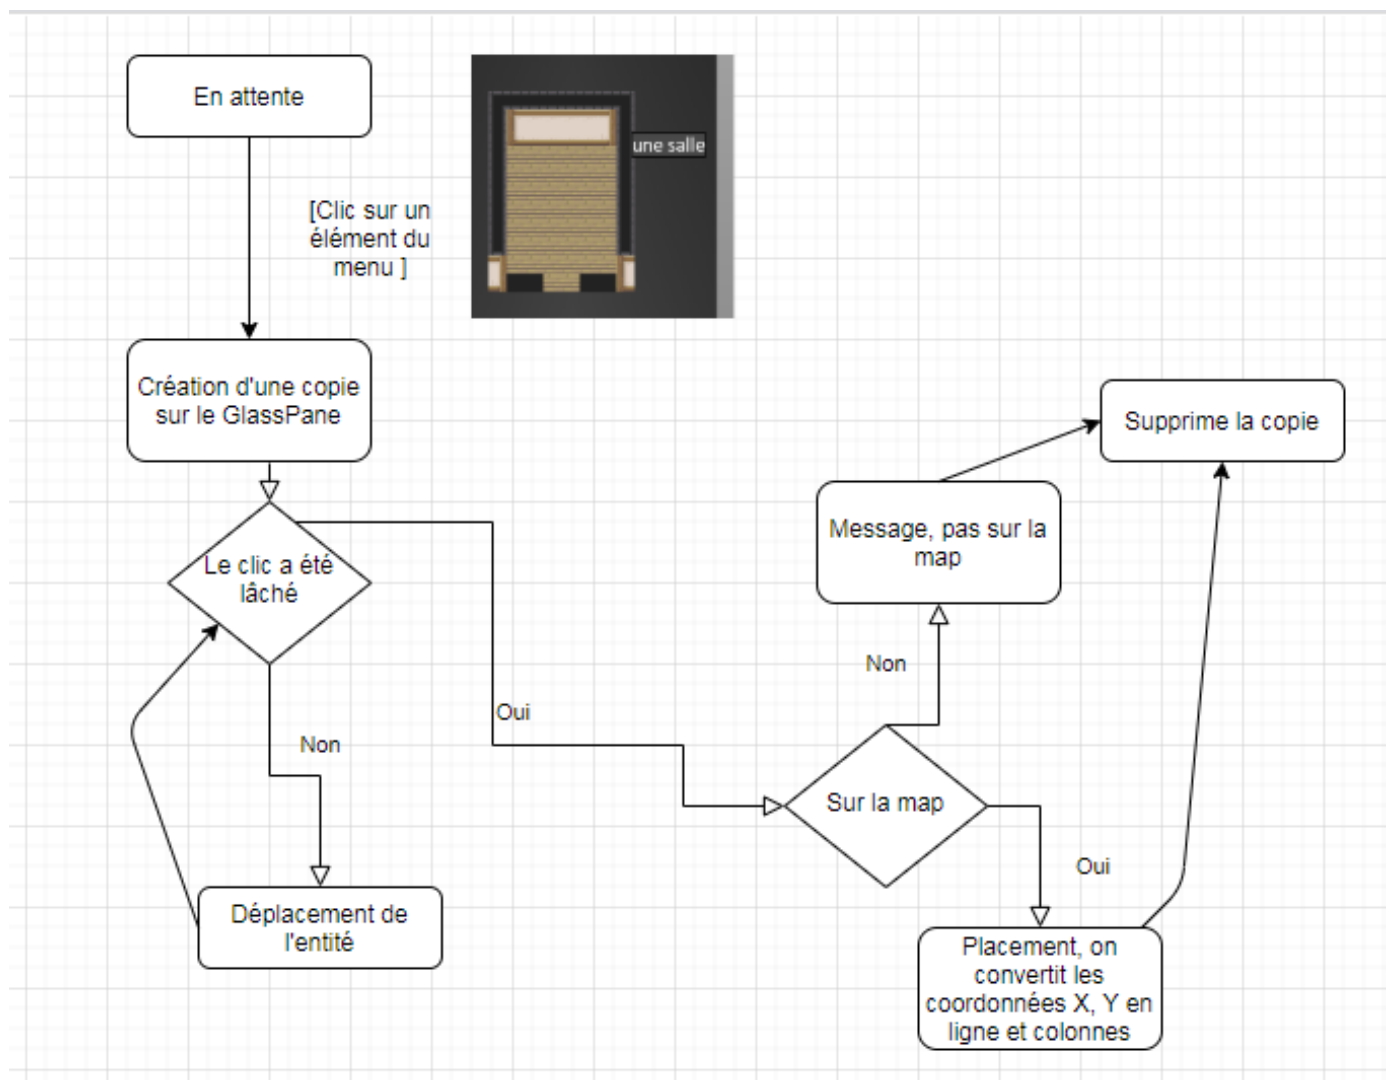 En attente
une salle
[Clic sur un
élément du
menu ]
Création d'une copie
sur le GlassPane
Supprime la copie
Message, pas sur la
map
Le clic a été
lâché
Non
Oui
Non
Sur la map
Oui
Déplacement de
l'entité
Placement, on
convertit les
coordonnées X, Y en
ligne et colonnes